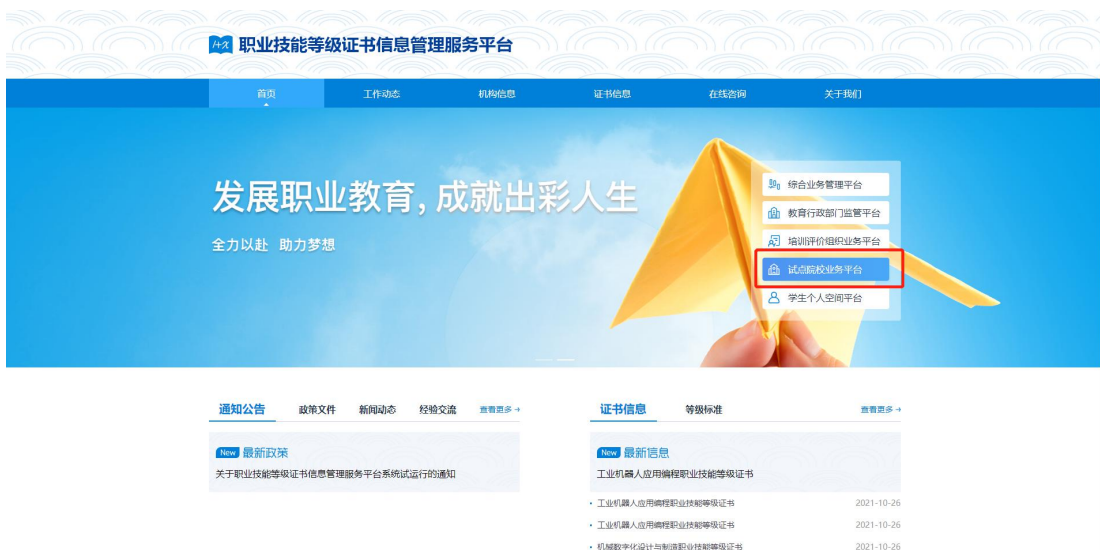 1+X 职业技能等级证书信息管理服务平台
首页 工作动态 机构信息 证书信息 在线咨询 关于我们
发展职业教育，成就出彩人生
全力以赴 助力梦想
综合业务管理平台
教育行政部门监管平台
培训评价组织业务平台
试点院校业务平台
学生个人空间平台
通知公告 政策文件 新闻动态 经验交流 查看更多→
New 最新政策
关于职业技能等级证书信息管理服务平台系统试运行的通知
证书信息 等级标准 查看更多→
New 最新信息
工业机器人应用编程职业技能等级证书
· 工业机器人应用编程职业技能等级证书 2021-10-26
· 工业机器人应用编程职业技能等级证书 2021-10-26
· 机械数字化设计与制造职业技能等级证书 2021-10-26